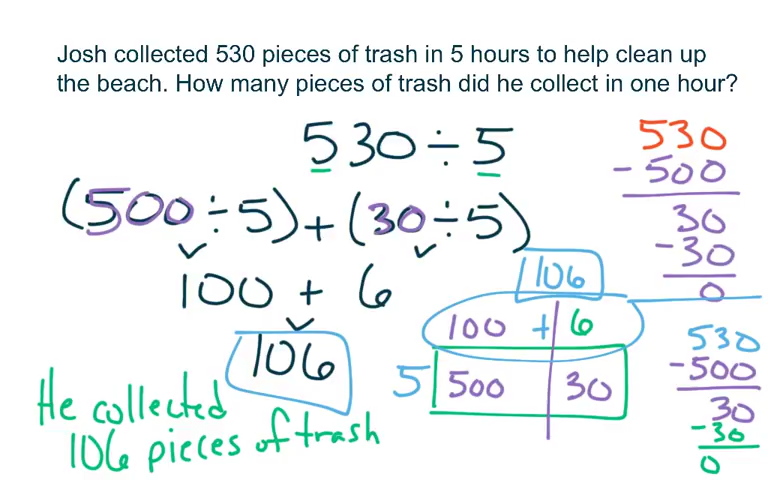 Josh collected 530 pieces of trash in 5 hours to help clean up
the beach. How many pieces of trash did he collect in one hour?
530 ÷ 5
(500 ÷ 5) + (30 ÷ 5)
100 + 6
106
He collected
106 pieces of trash
106
100 + 6
5 500 30
530
- 500
30
- 30
0
530
- 500
30
- 30
0